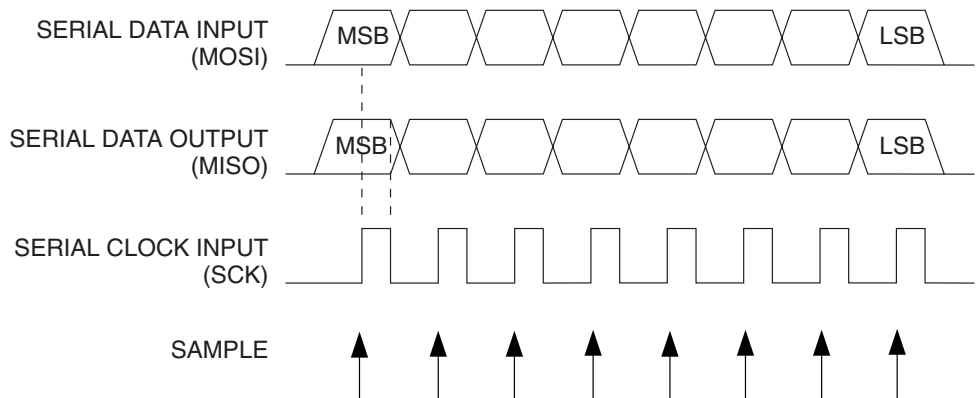 SERIAL DATA INPUT
(MOSI)
MSB
LSB
SERIAL DATA OUTPUT
(MISO)
MSB
LSB
SERIAL CLOCK INPUT
(SCK)
SAMPLE